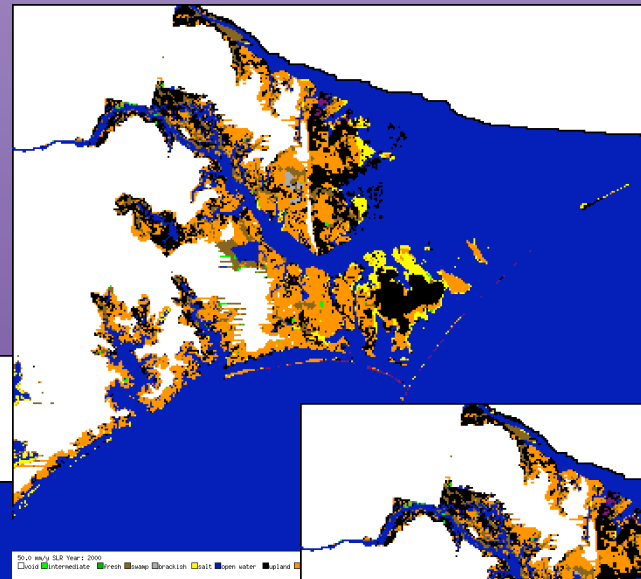 50.0 mm/y SLR Year: 2000
void intermediate fresh swamp brackish salt open water upland